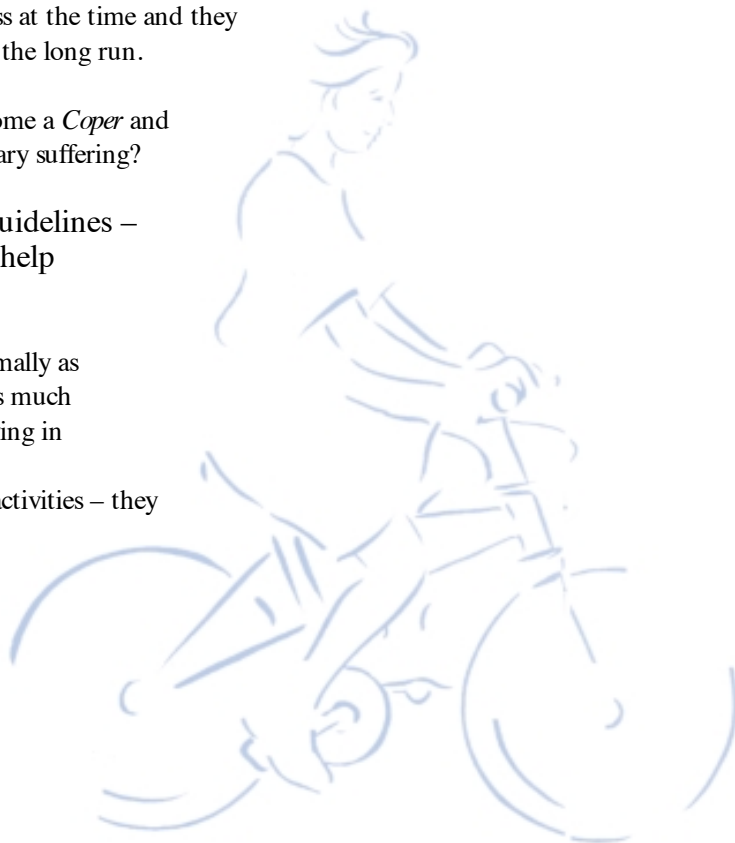 ss at the time and they
the long run.
ome a Coper and
ary suffering?
uidelines –
help
mally as
s much
ing in
ctivities – they